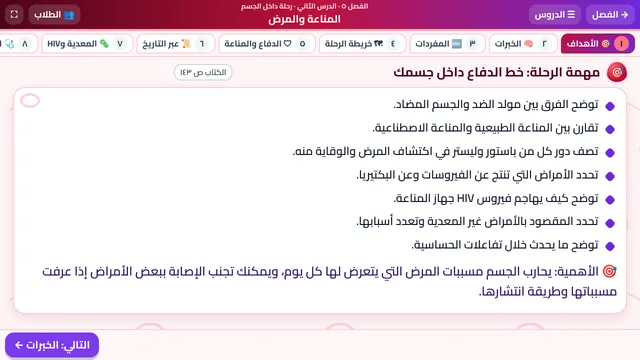 → الفصل
☰ الدروس
الفصل ٥ · الدرس الثاني · رحلة داخل الجسم
المناعة والمرض
👥 الطلاب
١ 🎯 الأهداف
٢ 🧠 الخبرات
٣ 🔤 المفردات
٤ 🗺 خريطة الرحلة
٥ 🛡 الدفاع والمناعة
٦ 📜 عبر التاريخ
٧ 🦠 المعدية وHIV
٨
🎯 مهمة الرحلة: خط الدفاع داخل جسمك
الكتاب ص ١٤٣
توضح الفرق بين مولد الضد والجسم المضاد.
تقارن بين المناعة الطبيعية والمناعة الاصطناعية.
تصف دور كل من باستور وليستر في اكتشاف المرض والوقاية منه.
تحدد الأمراض التي تنتج عن الفيروسات وعن البكتيريا.
توضح كيف يهاجم فيروس HIV جهاز المناعة.
تحدد المقصود بالأمراض غير المعدية وتعدد أسبابها.
توضح ما يحدث خلال تفاعلات الحساسية.
🎯 الأهمية: يحارب الجسم مسببات المرض التي يتعرض لها كل يوم، ويمكنك تجنب الإصابة ببعض الأمراض إذا عرفت
مسبباتها وطريقة انتشارها.
التالي: الخبرات ←